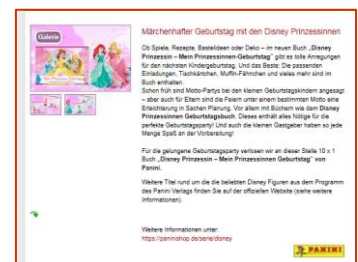 Galerie
Märchenhafter Geburtstag mit den Disney Prinzessinnen
Ob Spiele, Rezepte, Bastelideen oder Deko – im neuen Buch „Disney
Prinzessin – Mein Prinzessinnen-Geburtstag" gibt es tolle Anregungen
für den nächsten Kindergeburtstag. Und das Beste: Die passenden
Einladungen, Tischkärtchen, Muffin-Fähnchen und vieles mehr sind im
Buch enthalten.
Schon früh sind Motto-Partys bei den kleinen Geburtstagskindern angesagt
– aber auch für Eltern sind die Feiern unter einem bestimmten Motto eine
Erleichterung in Sachen Planung. Vor allem mit Büchern wie dem Disney
Prinzessinnen Geburtstagsbuch. Dieses enthält alles Nötige für die
perfekte Geburtstagsparty! Und auch die kleinen Gastgeber haben so jede
Menge Spaß an der Vorbereitung!
Für die gelungene Geburtstagsparty verlosen wir an dieser Stelle 10 x 1
Buch „Disney Prinzessin – Mein Prinzessinnen Geburtstag" von
Panini.
Weitere Titel rund um die die beliebten Disney Figuren aus dem Programm
des Panini Verlags finden Sie auf der offiziellen Website (siehe weitere
Informationen).
Weitere Informationen unter:
https://paninishop.de/serie/disney
PANINI